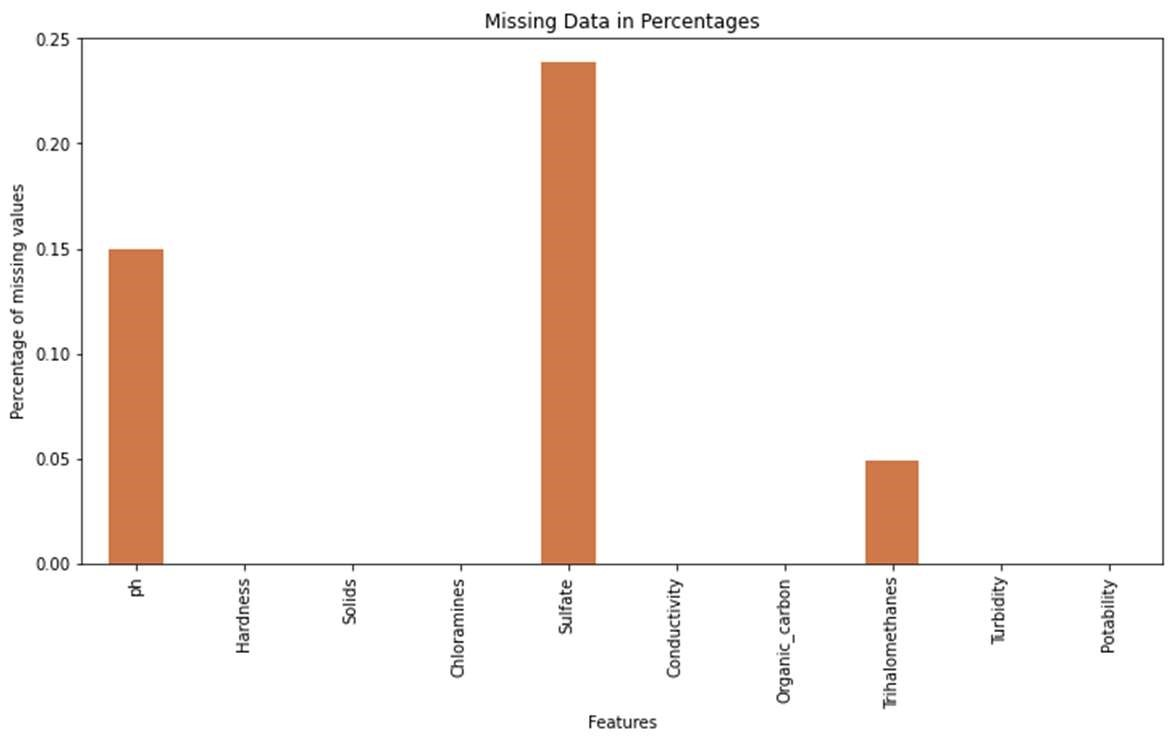 Missing Data in Percentages
Percentage of missing values
0.25
0.20
0.15
0.10
0.05
0.00
ph
Hardness
Solids
Chloramines
Sulfate
Conductivity
Organic_carbon
Trihalomethanes
Turbidity
Potability
Features